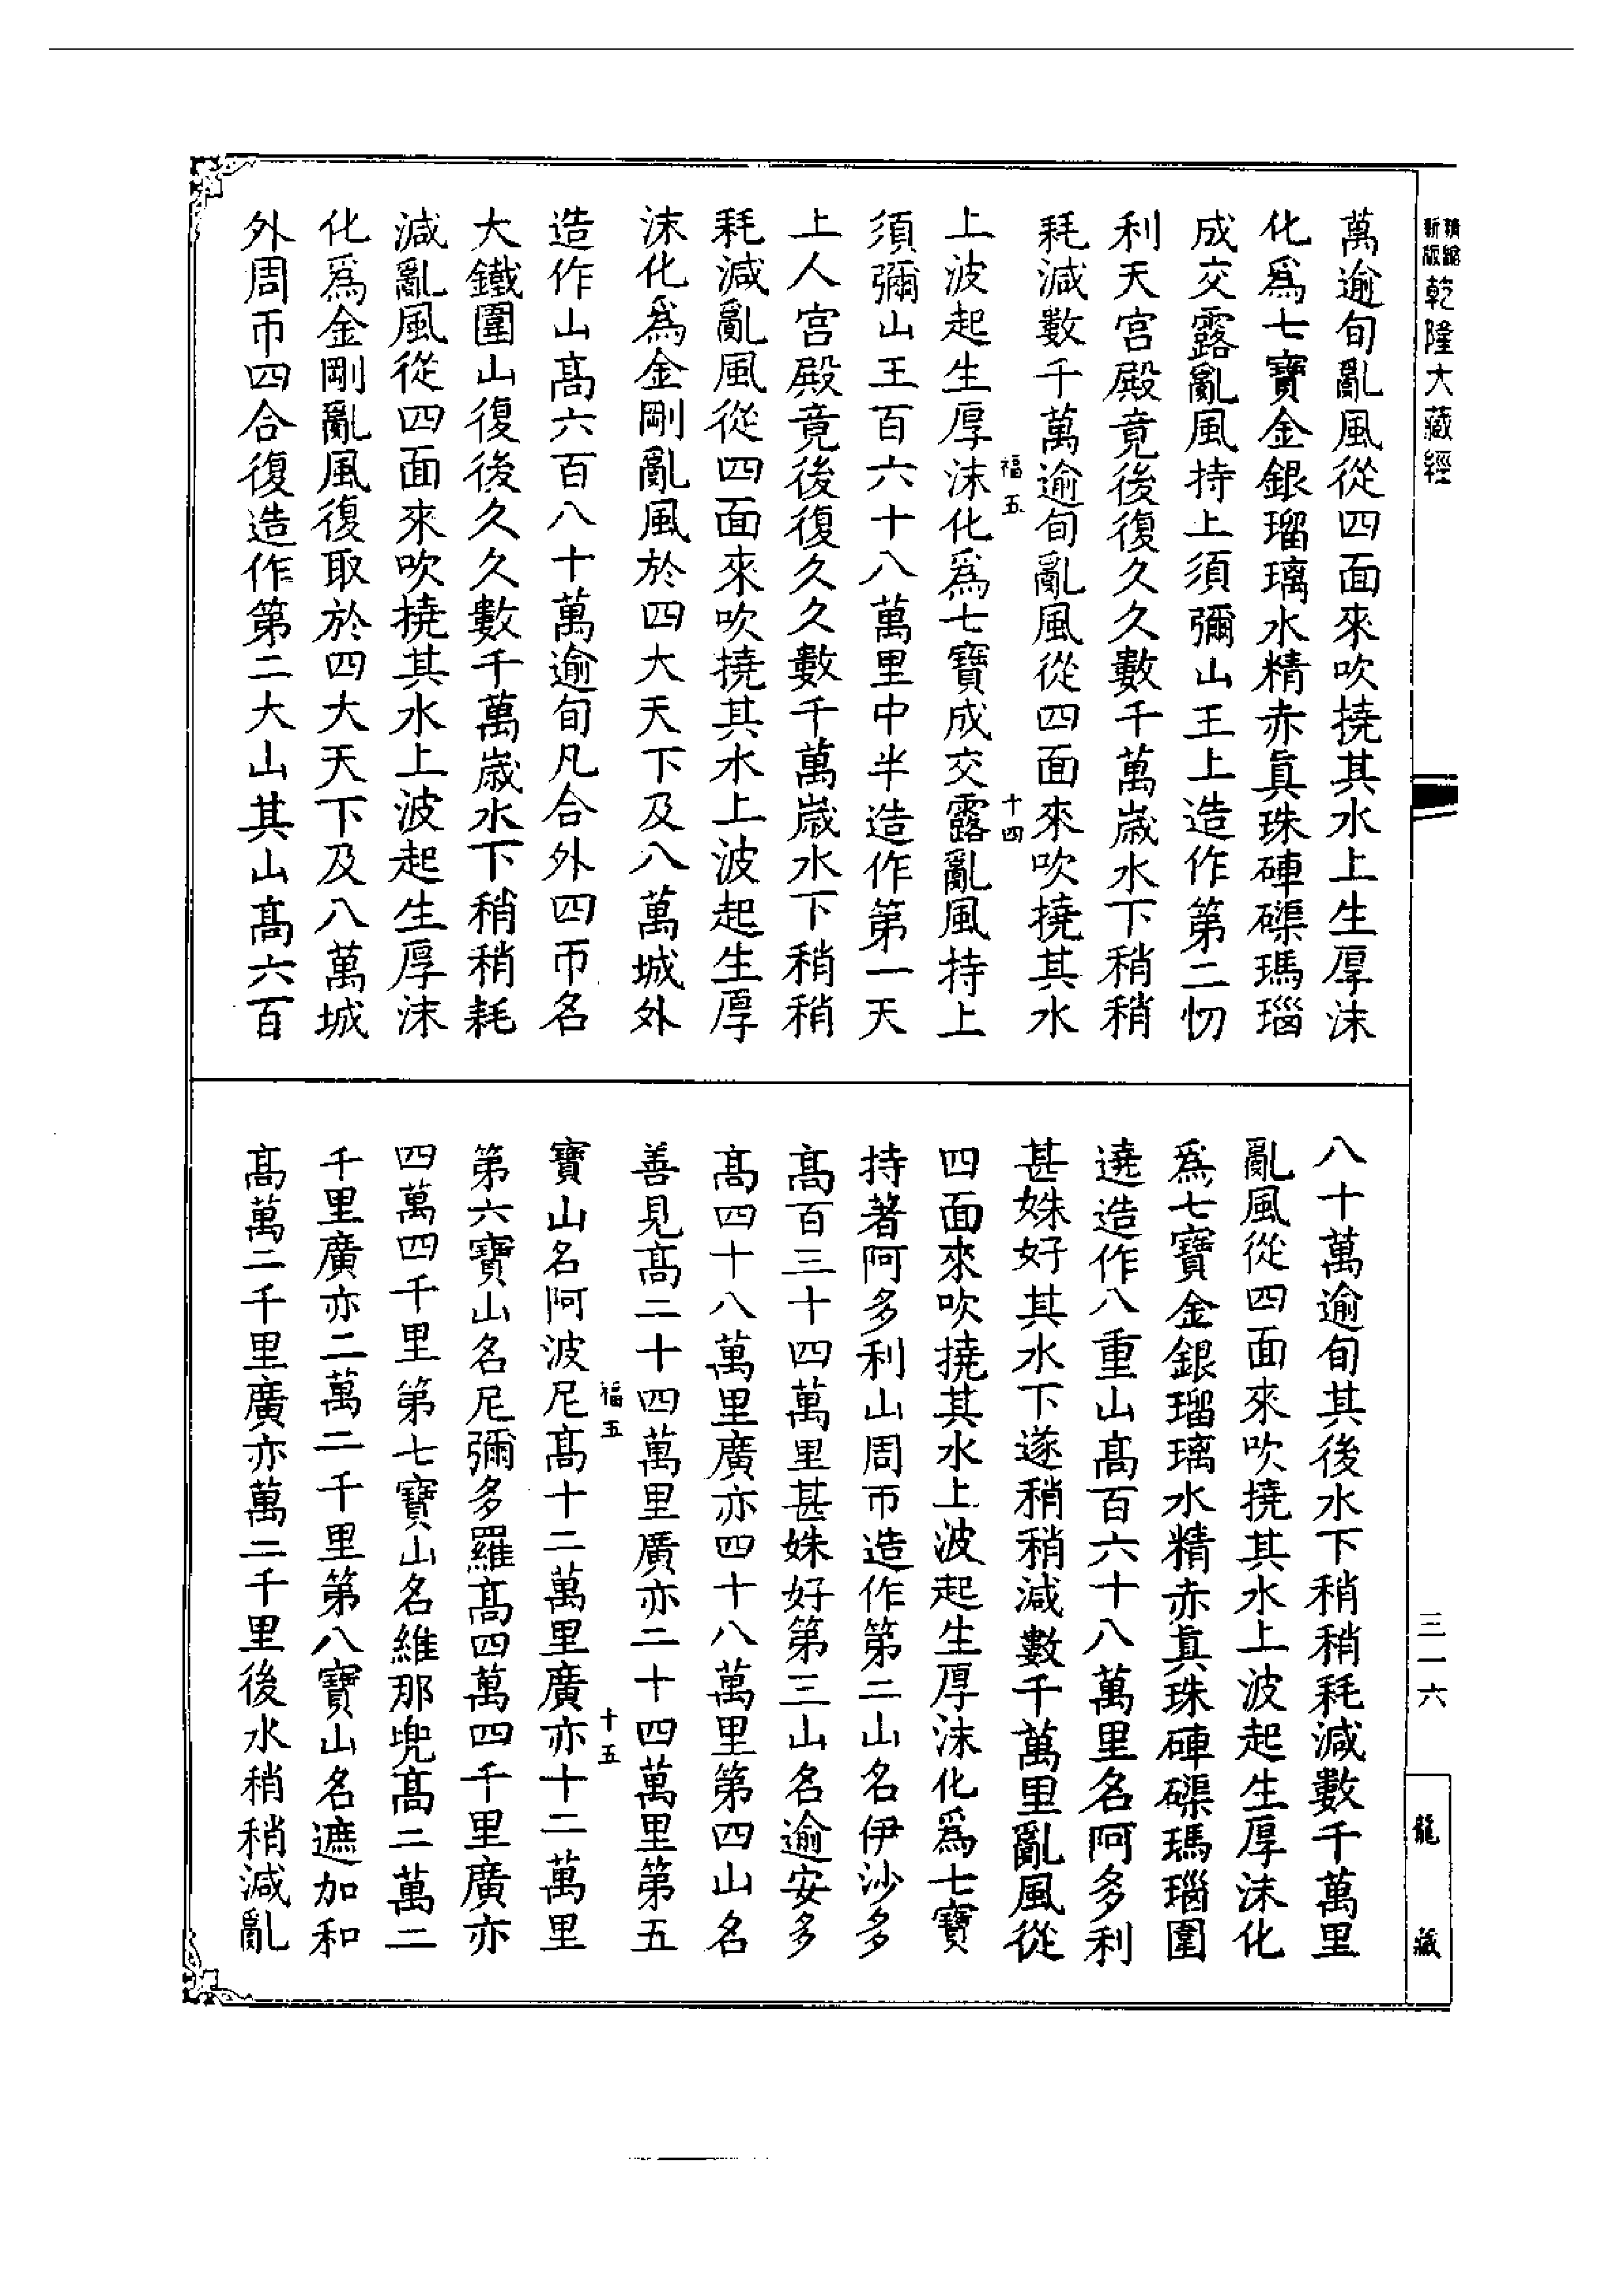 精縮新版乾隆大藏經
萬逾旬亂風從四面來吹撓其水上生厚沫
化爲七寶金銀瑠璃水精赤真珠硨磲瑪瑙
成交露亂風持上須彌山王上造作第二忉
利天宮殿竟後復久久數千萬歲水下稍稍
耗減數千萬逾旬亂風從四面來吹撓其水
福五 十四
上波起生厚沫化爲七寶成交露亂風持上
須彌山王百六十八萬里中半造作第一天
上人宮殿竟後復久久數千萬歲水下稍稍
耗減亂風從四面來吹撓其水上波起生厚
沫化爲金剛亂風於四大天下及八萬城外
造作山高六百八十萬逾旬凡合外四帀名
大鐵圍山復後久久數千萬歲水下稍稍耗
減亂風從四面來吹撓其水上波起生厚沫
化爲金剛亂風復取於四大天下及八萬城
外周帀四合復造作第二大山其山高六百
八十萬逾旬其後水下稍稍耗減數千萬里
亂風從四面來吹撓其水上波起生厚沫化
爲七寶金銀瑠璃水精赤真珠硨磲瑪瑙圍
遶造作八重山高百六十八萬里名阿多利
甚姝好其水下遂稍稍減數千萬里亂風從
四面來吹撓其水上波起生厚沫化爲七寶
持著阿多利山周帀造作第二山名伊沙多
高百三十四萬里甚姝好第三山名逾安多
高四十八萬里廣亦四十八萬里第四山名
善見高二十四萬里廣亦二十四萬里第五
福五 十五
寶山名阿波尼高十二萬里廣亦十二萬里
第六寶山名尼彌多羅高四萬四千里廣亦
四萬四千里第七寶山名維那兜高二萬二
千里廣亦二萬二千里第八寶山名遮加和
高萬二千里廣亦萬二千里後水稍稍減亂
三一六
龍藏